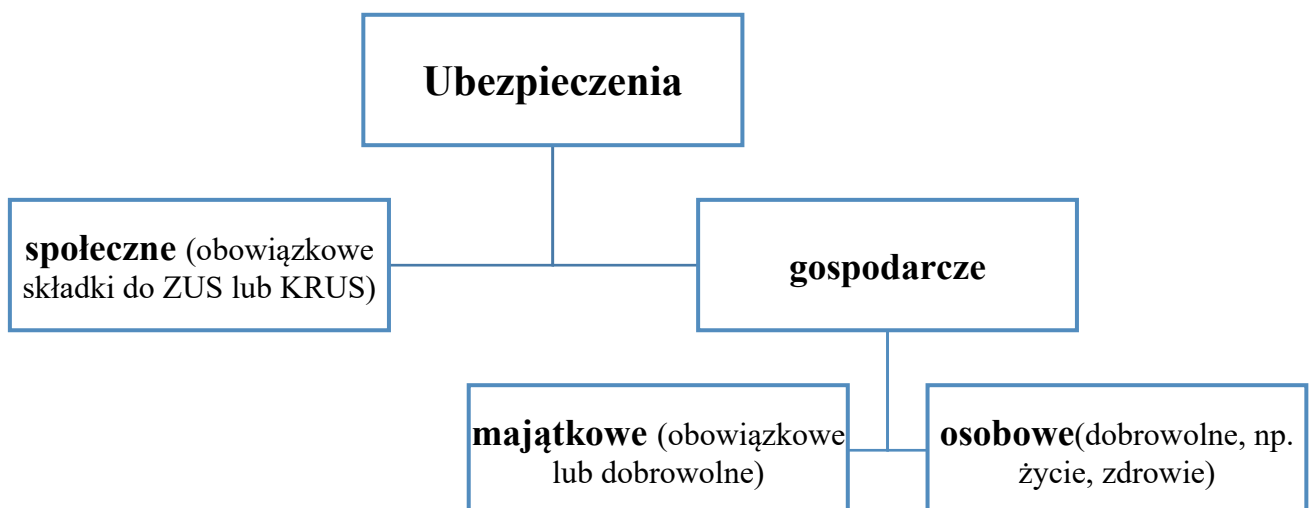 Ubezpieczenia
społeczne (obowiązkowe
składki do ZUS lub KRUS)
gospodarcze
majątkowe (obowiązkowe
lub dobrowolne)
osobowe(dobrowolne, np.
życie, zdrowie)